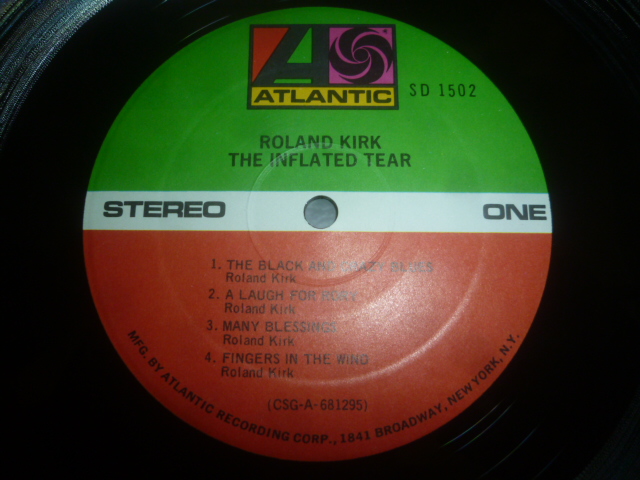 ATLANTIC
SD 1502
ROLAND KIRK
THE INFLATED TEAR
STEREO
ONE
1. THE BLACK AND CRAZY BLUES
Roland Kirk
2. A LAUGH FOR RORY
Roland Kirk
3. MANY BLESSINGS
Roland Kirk
4. FINGERS IN THE WIND
Roland Kirk
(CSG-A-681295)
MFG. BY ATLANTIC RECORDING CORP., 1841 BROADWAY, NEW YORK, N.Y.